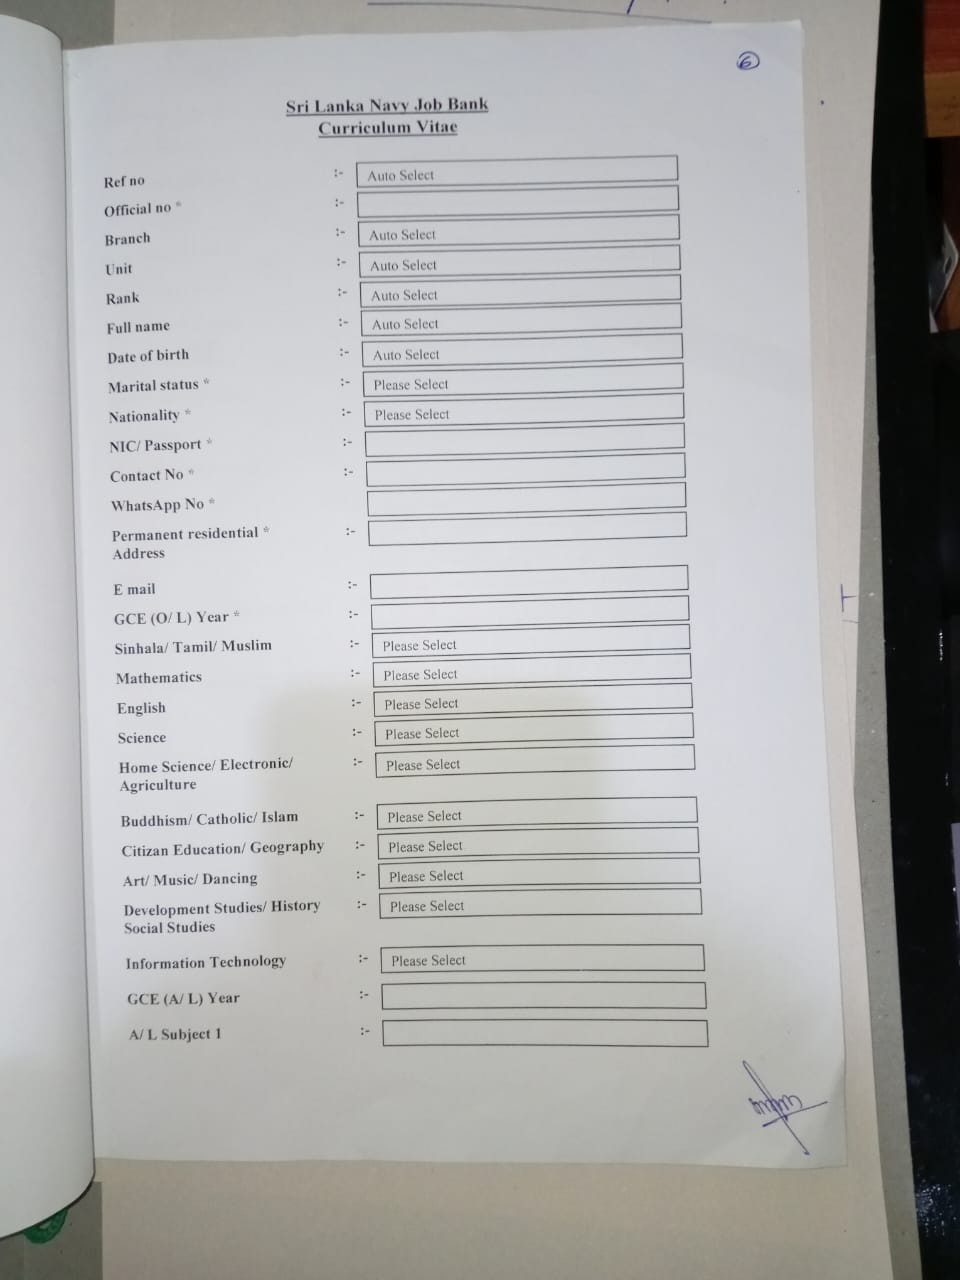 6
Sri Lanka Navy Job Bank
Curriculum Vitae
Ref no :- Auto Select
Official no * :-
Branch :- Auto Select
Unit :- Auto Select
Rank :- Auto Select
Full name :- Auto Select
Date of birth :- Auto Select
Marital status * :- Please Select
Nationality * :- Please Select
NIC/ Passport * :-
Contact No * :-
WhatsApp No *
Permanent residential * :-
Address
E mail :-
GCE (O/ L) Year * :-
Sinhala/ Tamil/ Muslim :- Please Select
Mathematics :- Please Select
English :- Please Select
Science :- Please Select
Home Science/ Electronic/ :- Please Select
Agriculture
Buddhism/ Catholic/ Islam :- Please Select
Citizan Education/ Geography :- Please Select
Art/ Music/ Dancing :- Please Select
Development Studies/ History :- Please Select
Social Studies
Information Technology :- Please Select
GCE (A/ L) Year :-
A/ L Subject 1 :-